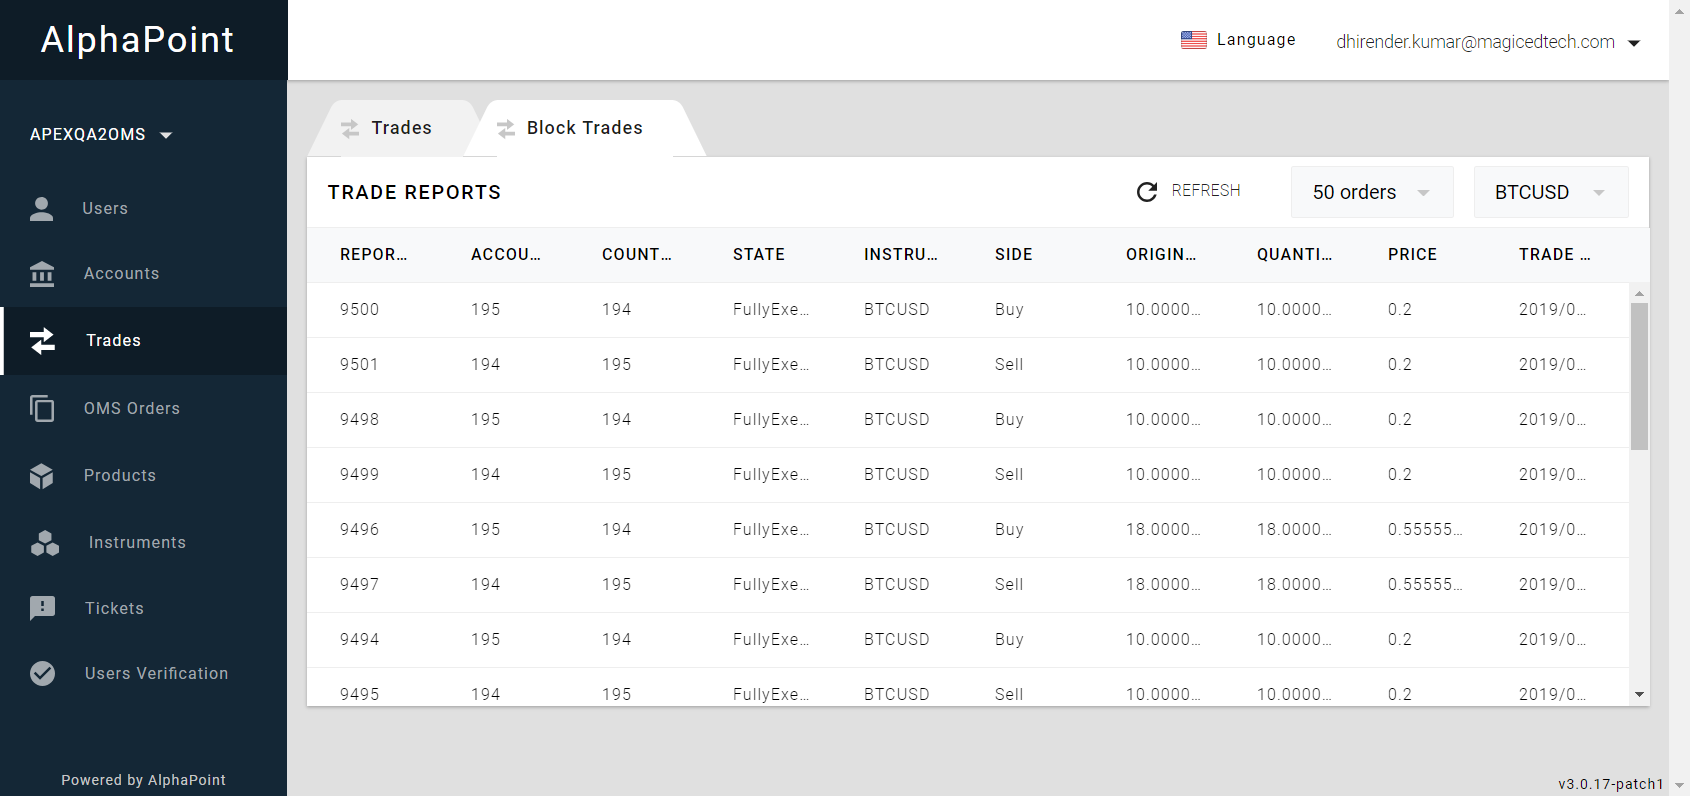 AlphaPoint
Language
dhirender.kumar@magicedtech.com
APEXQA2OMS
Users
Accounts
Trades
OMS Orders
Products
Instruments
Tickets
Users Verification
Powered by AlphaPoint
Trades
Block Trades
TRADE REPORTS
REFRESH
50 orders
BTCUSD
REPOR... ACCOU... COUNT... STATE INSTRU... SIDE ORIGIN... QUANTI... PRICE TRADE ...
9500 195 194 FullyExe... BTCUSD Buy 10.0000... 10.0000... 0.2 2019/0...
9501 194 195 FullyExe... BTCUSD Sell 10.0000... 10.0000... 0.2 2019/0...
9498 195 194 FullyExe... BTCUSD Buy 10.0000... 10.0000... 0.2 2019/0...
9499 194 195 FullyExe... BTCUSD Sell 10.0000... 10.0000... 0.2 2019/0...
9496 195 194 FullyExe... BTCUSD Buy 18.0000... 18.0000... 0.55555... 2019/0...
9497 194 195 FullyExe... BTCUSD Sell 18.0000... 18.0000... 0.55555... 2019/0...
9494 195 194 FullyExe... BTCUSD Buy 10.0000... 10.0000... 0.2 2019/0...
9495 194 195 FullyExe... BTCUSD Sell 10.0000... 10.0000... 0.2 2019/0...
v3.0.17-patch1